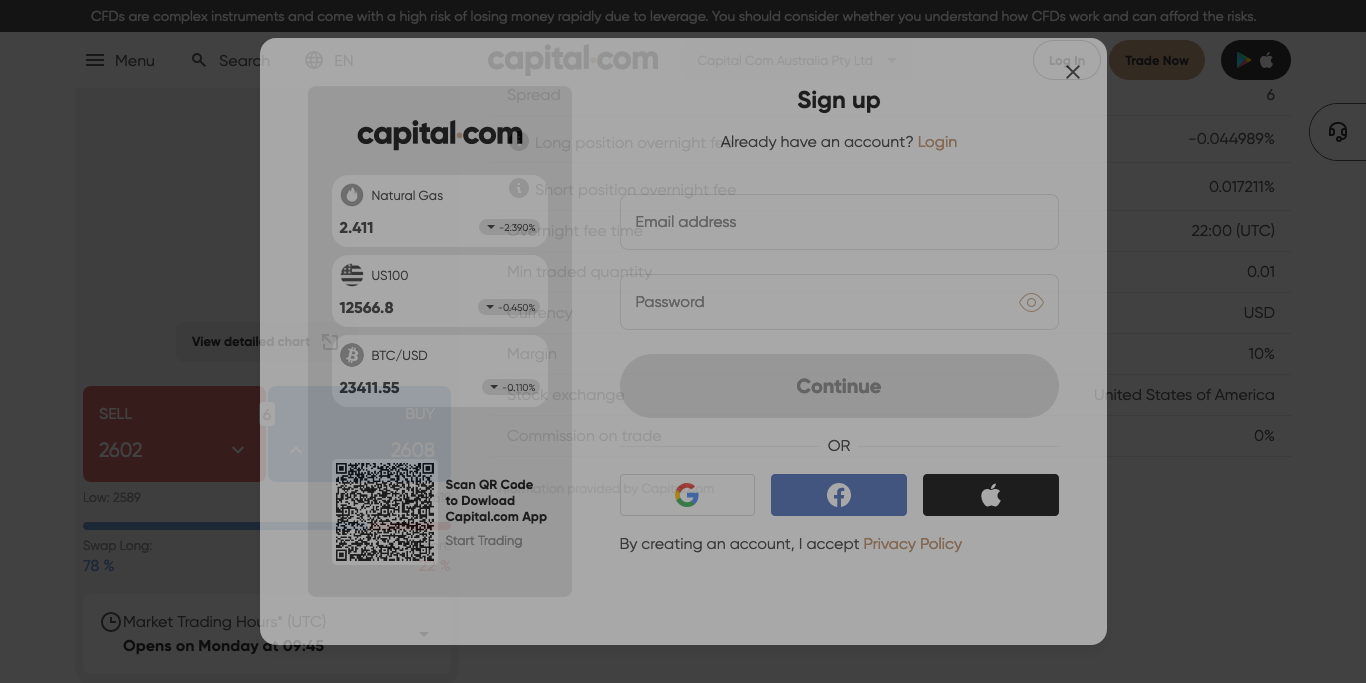 CFDs are complex instruments and come with a high risk of losing money rapidly due to leverage. You should consider whether you understand how CFDs work and can afford the risks.
Menu
Search
EN
capital.com
Capital Com Australia Pty Ltd
Log In
Trade Now
Spread
6
Long position overnight fee
-0.044989%
Short position overnight fee
0.017211%
Overnight fee time
22:00 (UTC)
Min traded quantity
0.01
Currency
USD
Margin
10%
Stock exchange
United States of America
Commission on trade
0%
View detailed chart
SELL
2602
6
BUY
2608
Low: 2589
Swap Long:
78 %
22 %
Market Trading Hours* (UTC)
Opens on Monday at 09:45
capital.com
Natural Gas
2.411
-2.390%
US100
12566.8
-0.450%
BTC/USD
23411.55
-0.110%
Scan QR Code
to Dowload
Capital.com App
Start Trading
Sign up
Already have an account? Login
Email address
Password
Continue
OR
By creating an account, I accept Privacy Policy
provided by Capital.com